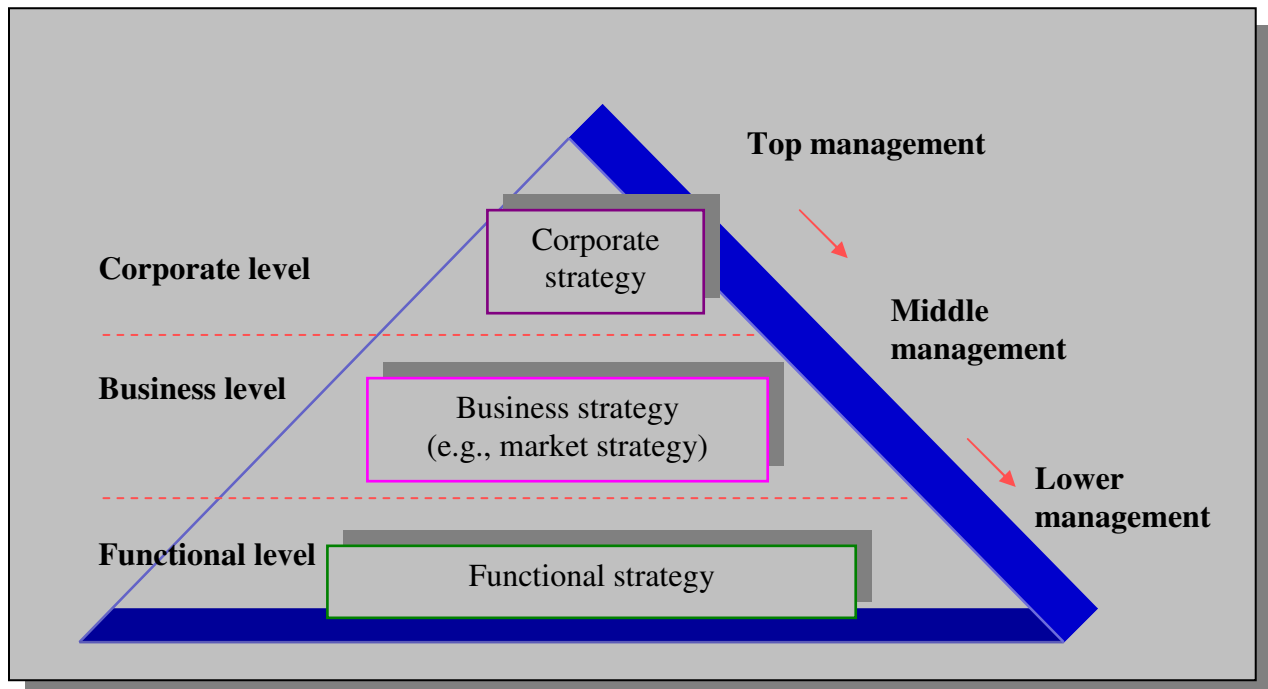 Top management
Corporate
strategy
Corporate level
Middle
management
Business level
Business strategy
(e.g., market strategy)
Lower
management
Functional level
Functional strategy